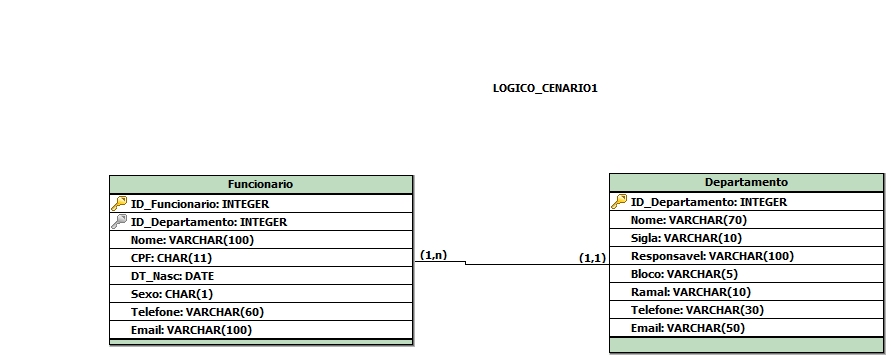 LOGICO_CENARIO1
Funcionario
ID_Funcionario: INTEGER
ID_Departamento: INTEGER
Nome: VARCHAR(100)
CPF: CHAR(11)
DT_Nasc: DATE
Sexo: CHAR(1)
Telefone: VARCHAR(60)
Email: VARCHAR(100)
(1,n)
(1,1)
Departamento
ID_Departamento: INTEGER
Nome: VARCHAR(70)
Sigla: VARCHAR(10)
Responsavel: VARCHAR(100)
Bloco: VARCHAR(5)
Ramal: VARCHAR(10)
Telefone: VARCHAR(30)
Email: VARCHAR(50)